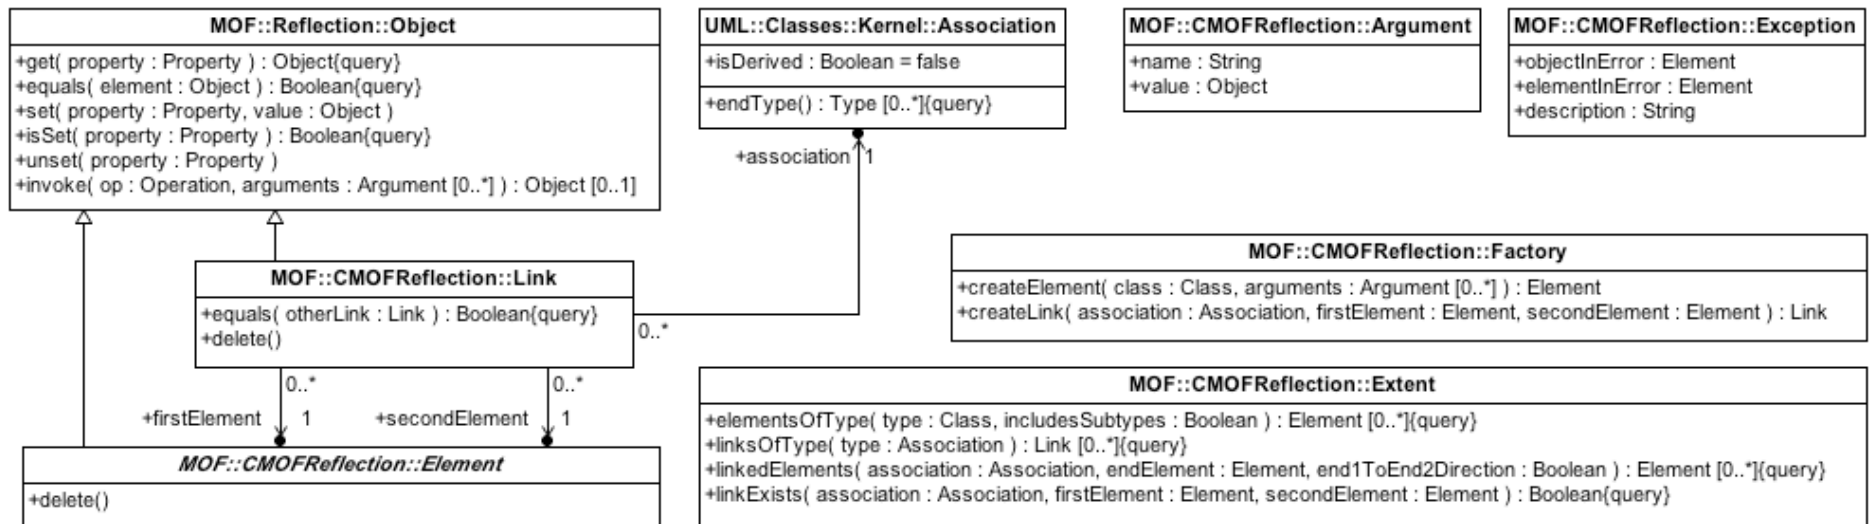 MOF::Reflection::Object
+get( property : Property ) : Object{query}
+equals( element : Object ) : Boolean{query}
+set( property : Property, value : Object )
+isSet( property : Property ) : Boolean{query}
+unset( property : Property )
+invoke( op : Operation, arguments : Argument [0..*] ) : Object [0..1]
UML::Classes::Kernel::Association
+isDerived : Boolean = false
+endType() : Type [0..*]{query}
MOF::CMOFReflection::Argument
+name : String
+value : Object
MOF::CMOFReflection::Exception
+objectInError : Element
+elementInError : Element
+description : String
+association 1
MOF::CMOFReflection::Link
+equals( otherLink : Link ) : Boolean{query}
+delete()
0..*
MOF::CMOFReflection::Factory
+createElement( class : Class, arguments : Argument [0..*] ) : Element
+createLink( association : Association, firstElement : Element, secondElement : Element ) : Link
0..* 0..*
+firstElement 1 +secondElement 1
MOF::CMOFReflection::Element
+delete()
MOF::CMOFReflection::Extent
+elementsOfType( type : Class, includesSubtypes : Boolean ) : Element [0..*]{query}
+linksOfType( type : Association ) : Link [0..*]{query}
+linkedElements( association : Association, endElement : Element, end1ToEnd2Direction : Boolean ) : Element [0..*]{query}
+linkExists( association : Association, firstElement : Element, secondElement : Element ) : Boolean{query}